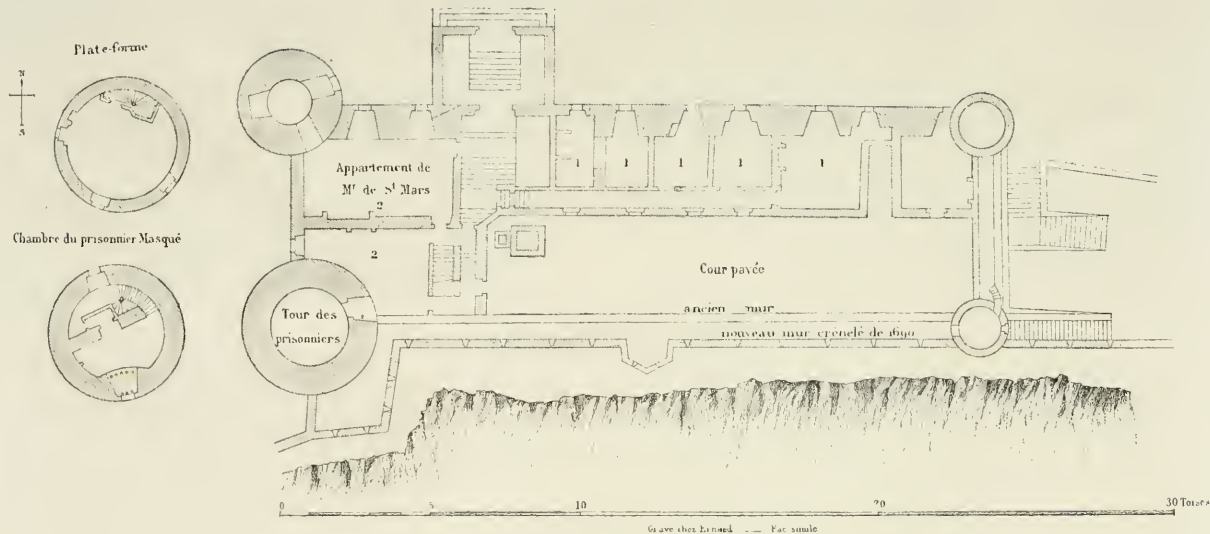 Plate-forme
N
S
Chambre du prisonnier Masqué
Appartement de
Mr de St Mars
2
2
Tour des
prisonniers
1
1
1
1
1
Cour pavée
ancien mur
nouveau mur crénelé de 1690
0 5 10 20 30 Toises
Gravé chez Erhard — Fac simile